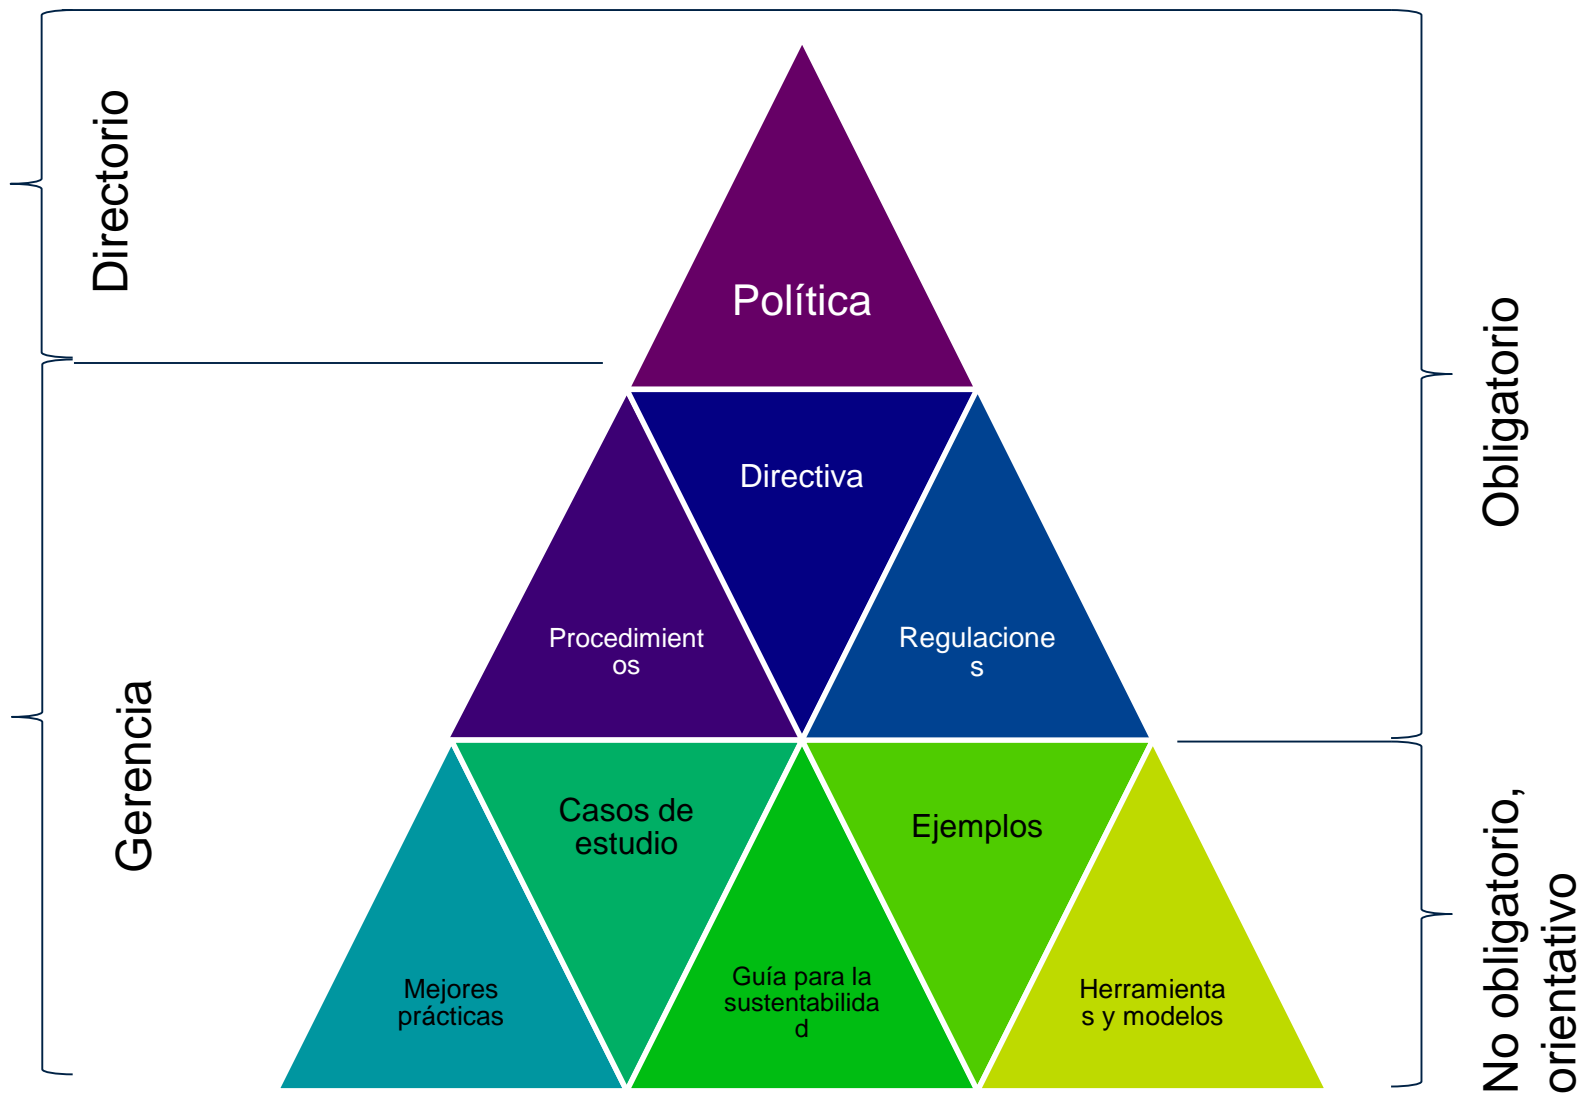 Directorio
Política
Obligatorio
Directiva
Procedimient
os
Regulacione
s
Gerencia
Casos de
estudio
Ejemplos
Mejores
prácticas
Guía para la
sustentabilida
d
Herramienta
s y modelos
No obligatorio,
orientativo